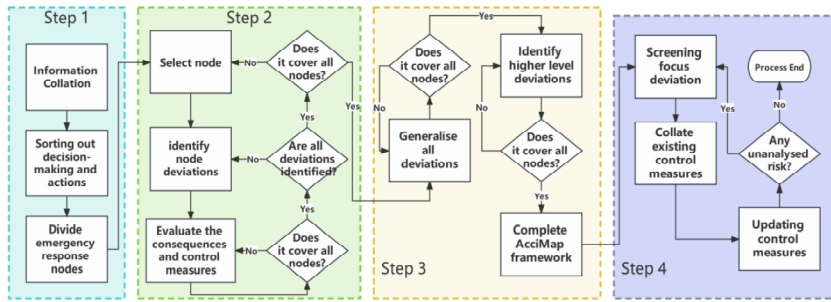 Step 1
Information
Collation
Sorting out
decision-
making and
actions
Divide
emergency
response
nodes
Step 2
Select node
No
Does
it cover all
nodes?
Yes
Yes
identify
node
deviations
No
Are all
deviations
identified?
Yes
Evaluate the
consequences
and control
measures
No
Does
it cover all
nodes?
Step 3
Yes
Does
it cover all
nodes?
No
Generalise
all
deviations
Identify
higher level
deviations
No
Does
it cover all
nodes?
Yes
Complete
AcciMap
framework
Step 4
Screening
focus
deviation
Process End
Yes
No
Collate
existing
control
measures
Any
unanalysed
risk?
Updating
control
measures